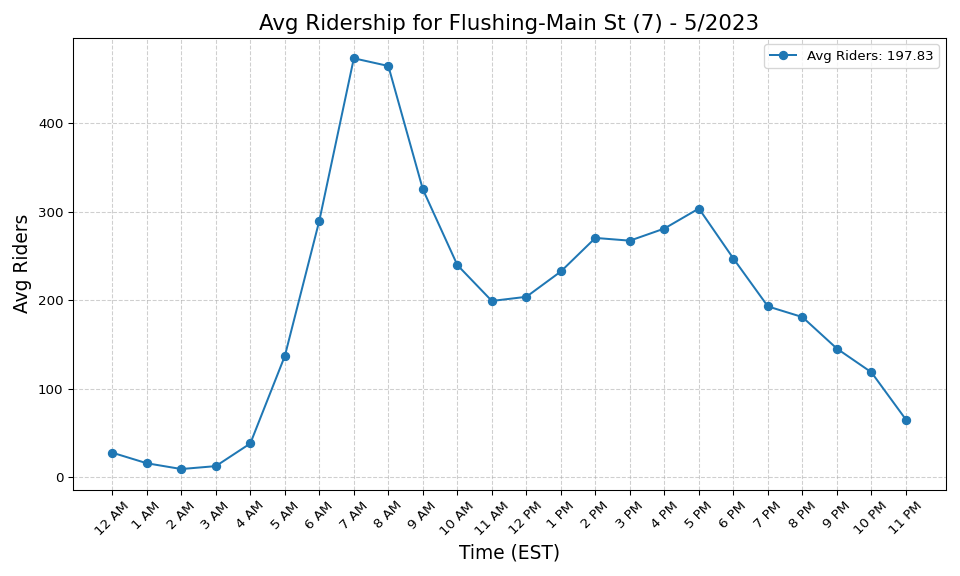 Avg Ridership for Flushing-Main St (7) - 5/2023
Avg Riders: 197.83
Avg Riders
400
300
200
100
0
12 AM
1 AM
2 AM
3 AM
4 AM
5 AM
6 AM
7 AM
8 AM
9 AM
10 AM
11 AM
12 PM
1 PM
2 PM
3 PM
4 PM
5 PM
6 PM
7 PM
8 PM
9 PM
10 PM
11 PM
Time (EST)